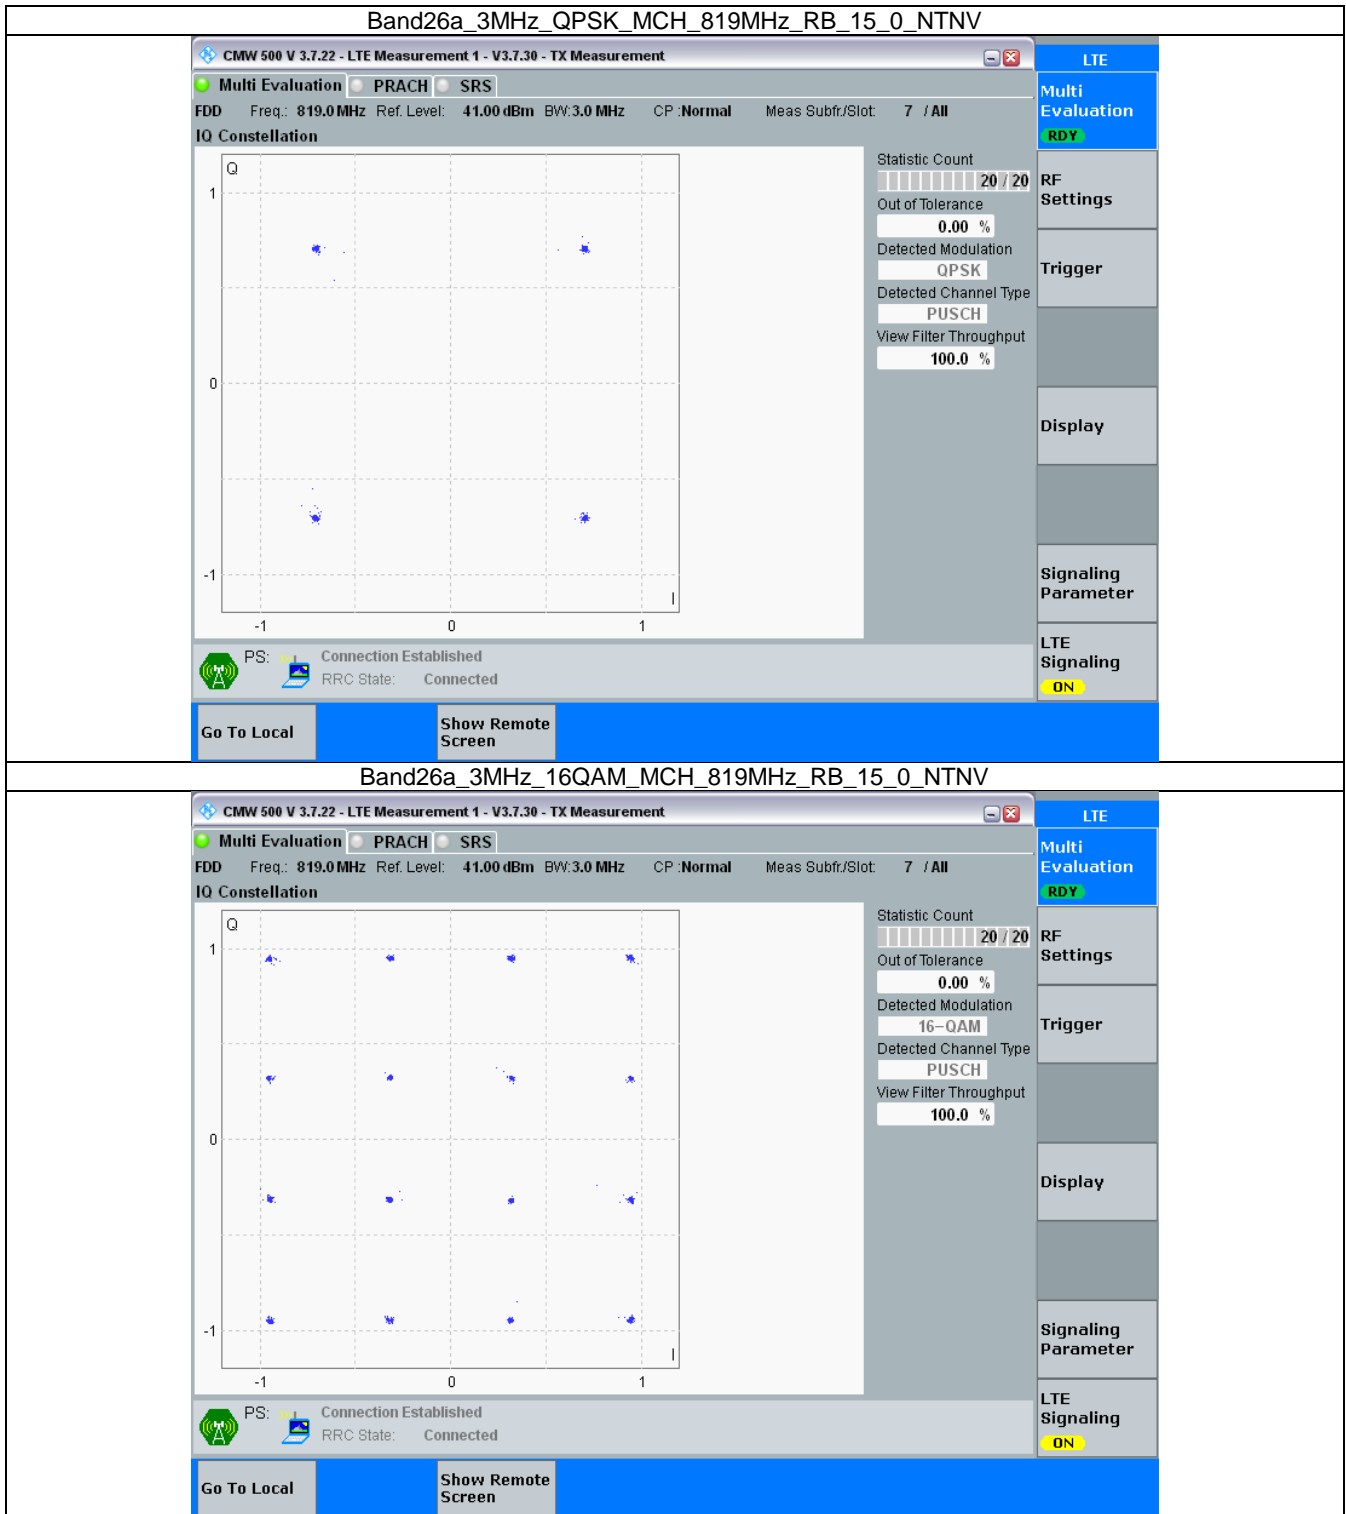 Band26a_3MHz_QPSK_MCH_819MHz_RB_15_0_NTNV
CMW 500 V 3.7.22 - LTE Measurement 1 - V3.7.30 - TX Measurement
LTE
Multi Evaluation PRACH SRS
Multi
Evaluation
RDY
FDD Freq.: 819.0 MHz Ref. Level: 41.00 dBm BW: 3.0 MHz CP : Normal Meas Subfr./Slot: 7 / All
IQ Constellation
Q
1
0
-1
-1 0 1
I
Statistic Count
20 / 20
Out of Tolerance
0.00 %
Detected Modulation
QPSK
Detected Channel Type
PUSCH
View Filter Throughput
100.0 %
RF
Settings
Trigger
Display
Signaling
Parameter
LTE
Signaling
ON
PS: Connection Established
RRC State: Connected
Go To Local
Show Remote
Screen
Band26a_3MHz_16QAM_MCH_819MHz_RB_15_0_NTNV
CMW 500 V 3.7.22 - LTE Measurement 1 - V3.7.30 - TX Measurement
LTE
Multi Evaluation PRACH SRS
Multi
Evaluation
RDY
FDD Freq.: 819.0 MHz Ref. Level: 41.00 dBm BW: 3.0 MHz CP : Normal Meas Subfr./Slot: 7 / All
IQ Constellation
Q
1
0
-1
-1 0 1
I
Statistic Count
20 / 20
Out of Tolerance
0.00 %
Detected Modulation
16-QAM
Detected Channel Type
PUSCH
View Filter Throughput
100.0 %
RF
Settings
Trigger
Display
Signaling
Parameter
LTE
Signaling
ON
PS: Connection Established
RRC State: Connected
Go To Local
Show Remote
Screen